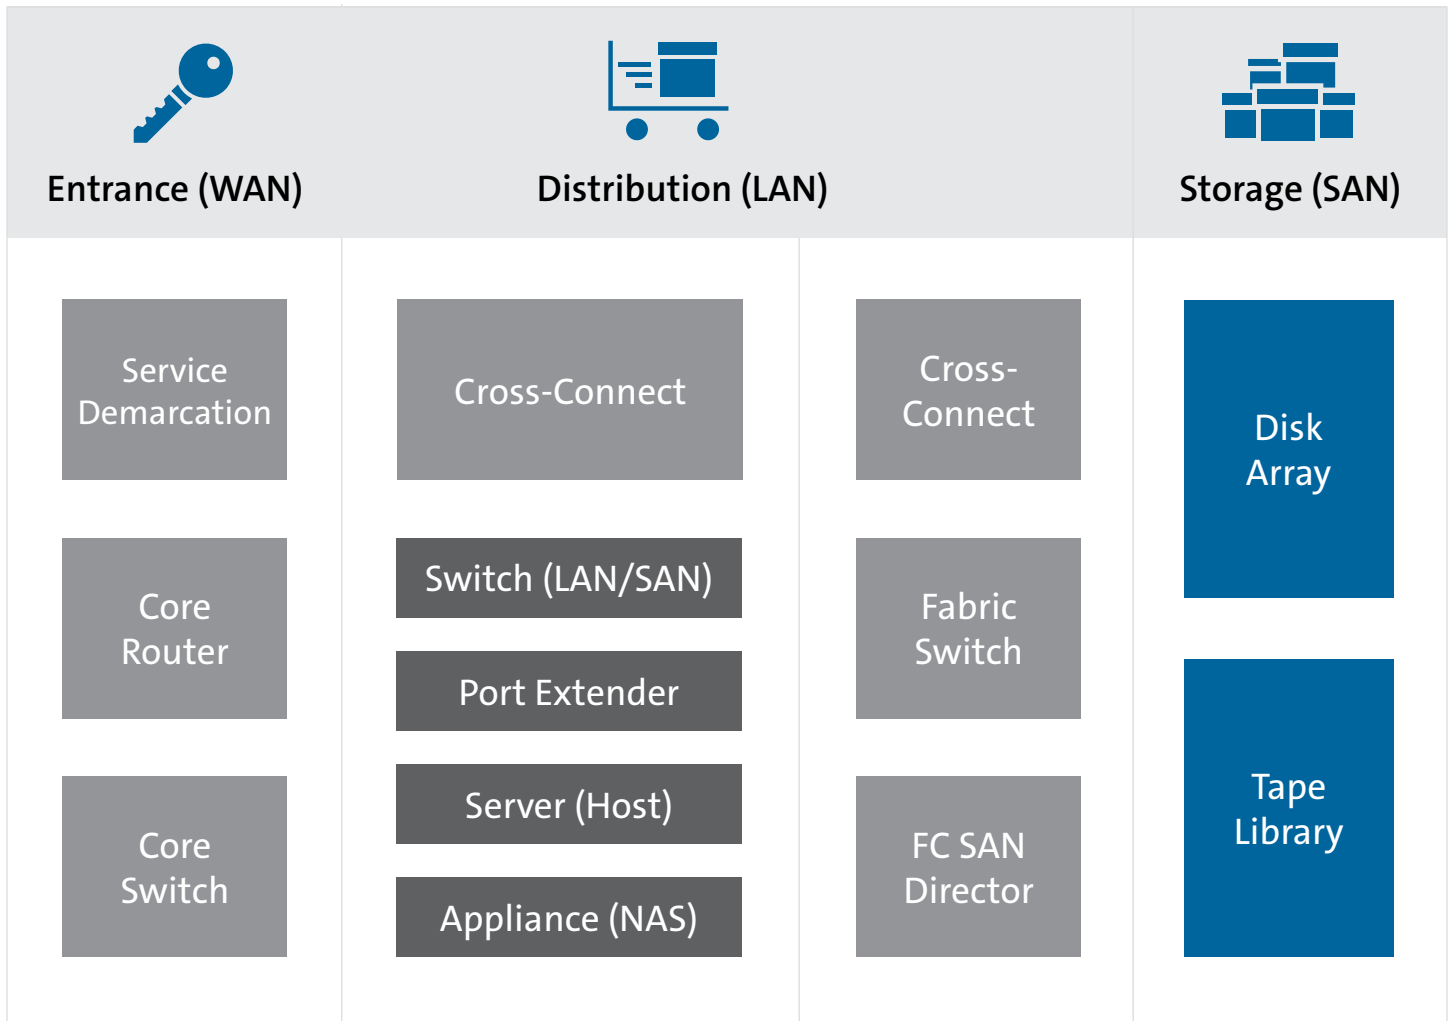 Entrance (WAN)
Distribution (LAN)
Storage (SAN)
Service
Demarcation
Core
Router
Core
Switch
Cross-Connect
Switch (LAN/SAN)
Port Extender
Server (Host)
Appliance (NAS)
Cross-
Connect
Fabric
Switch
FC SAN
Director
Disk
Array
Tape
Library